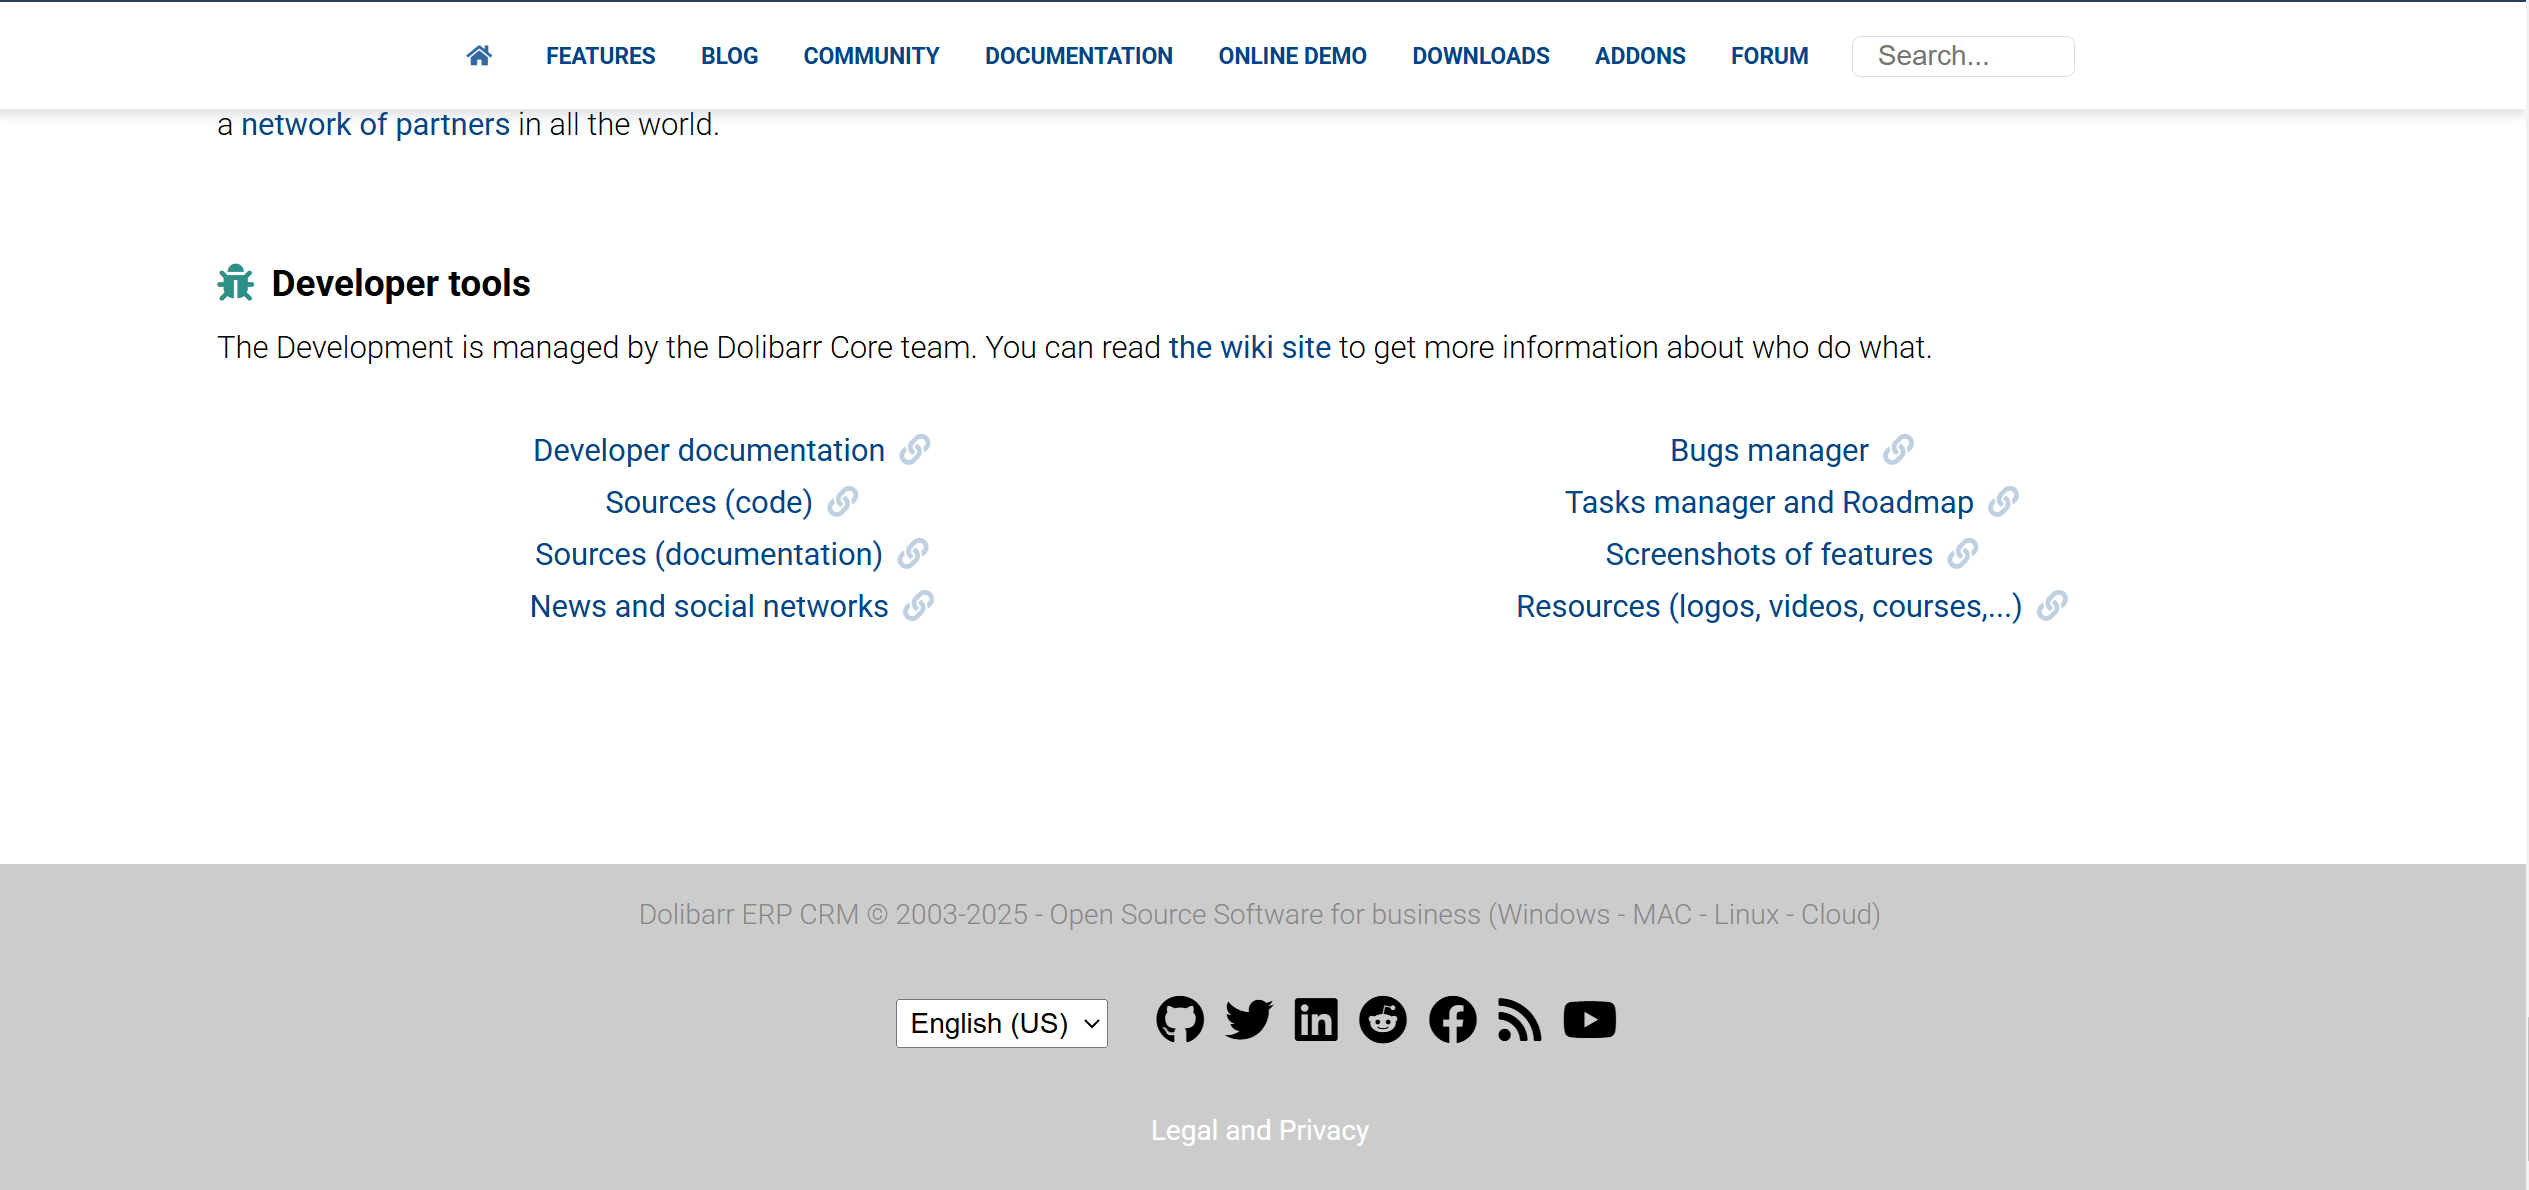 FEATURES BLOG COMMUNITY DOCUMENTATION ONLINE DEMO DOWNLOADS ADDONS FORUM Search...
a network of partners in all the world.
Developer tools
The Development is managed by the Dolibarr Core team. You can read the wiki site to get more information about who do what.
Developer documentation
Sources (code)
Sources (documentation)
News and social networks
Bugs manager
Tasks manager and Roadmap
Screenshots of features
Resources (logos, videos, courses,...)
Dolibarr ERP CRM © 2003-2025 - Open Source Software for business (Windows - MAC - Linux - Cloud)
English (US)
Legal and Privacy